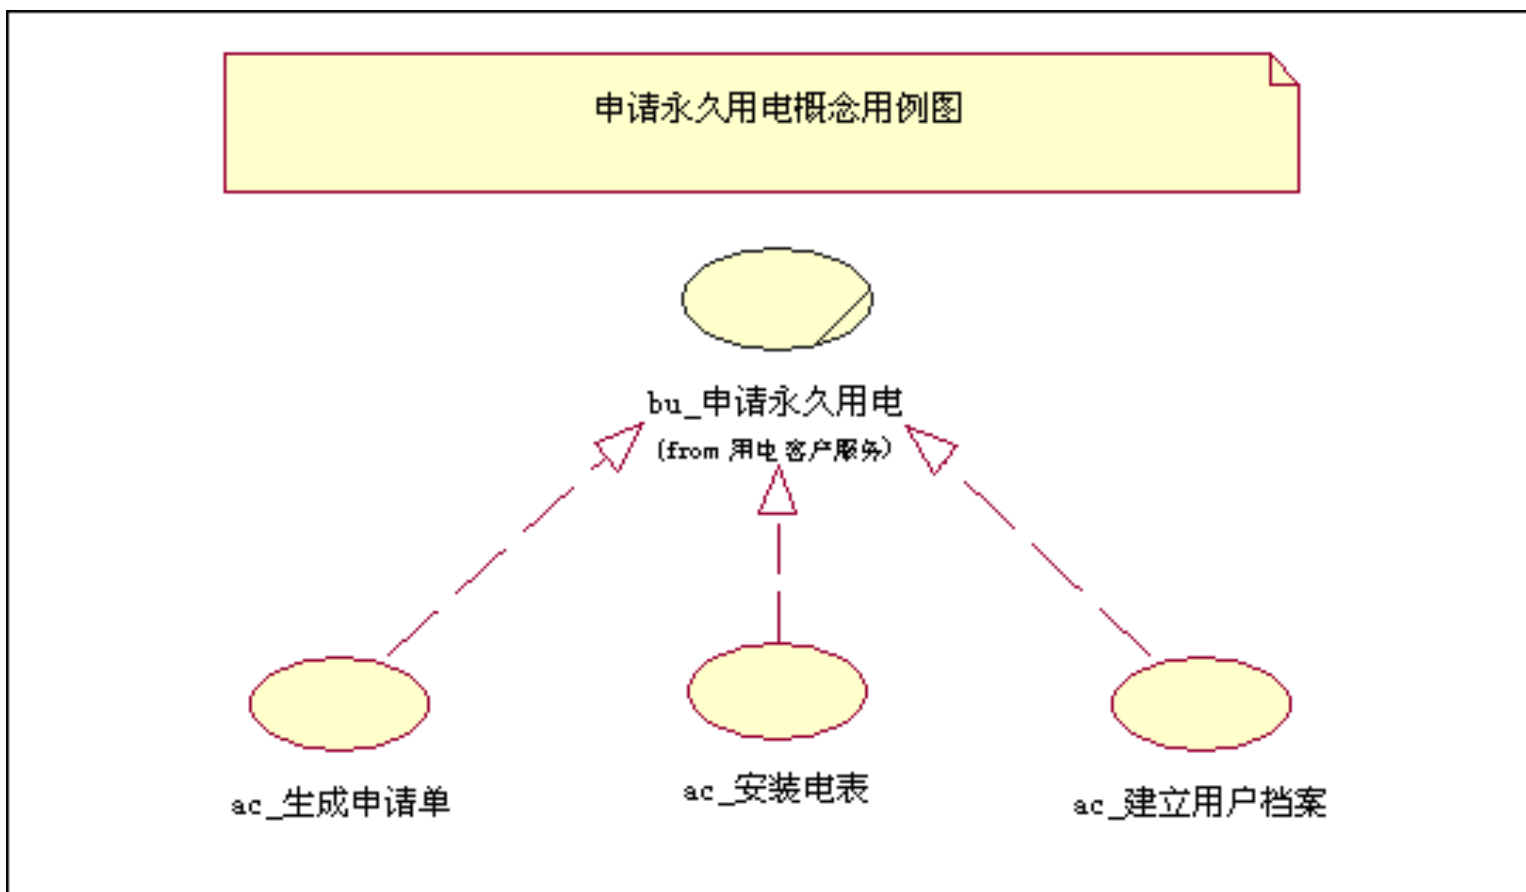 申请永久用电概念用例图
bu_申请永久用电
(from 用电客户服务)
ac_生成申请单
ac_安装电表
ac_建立用户档案